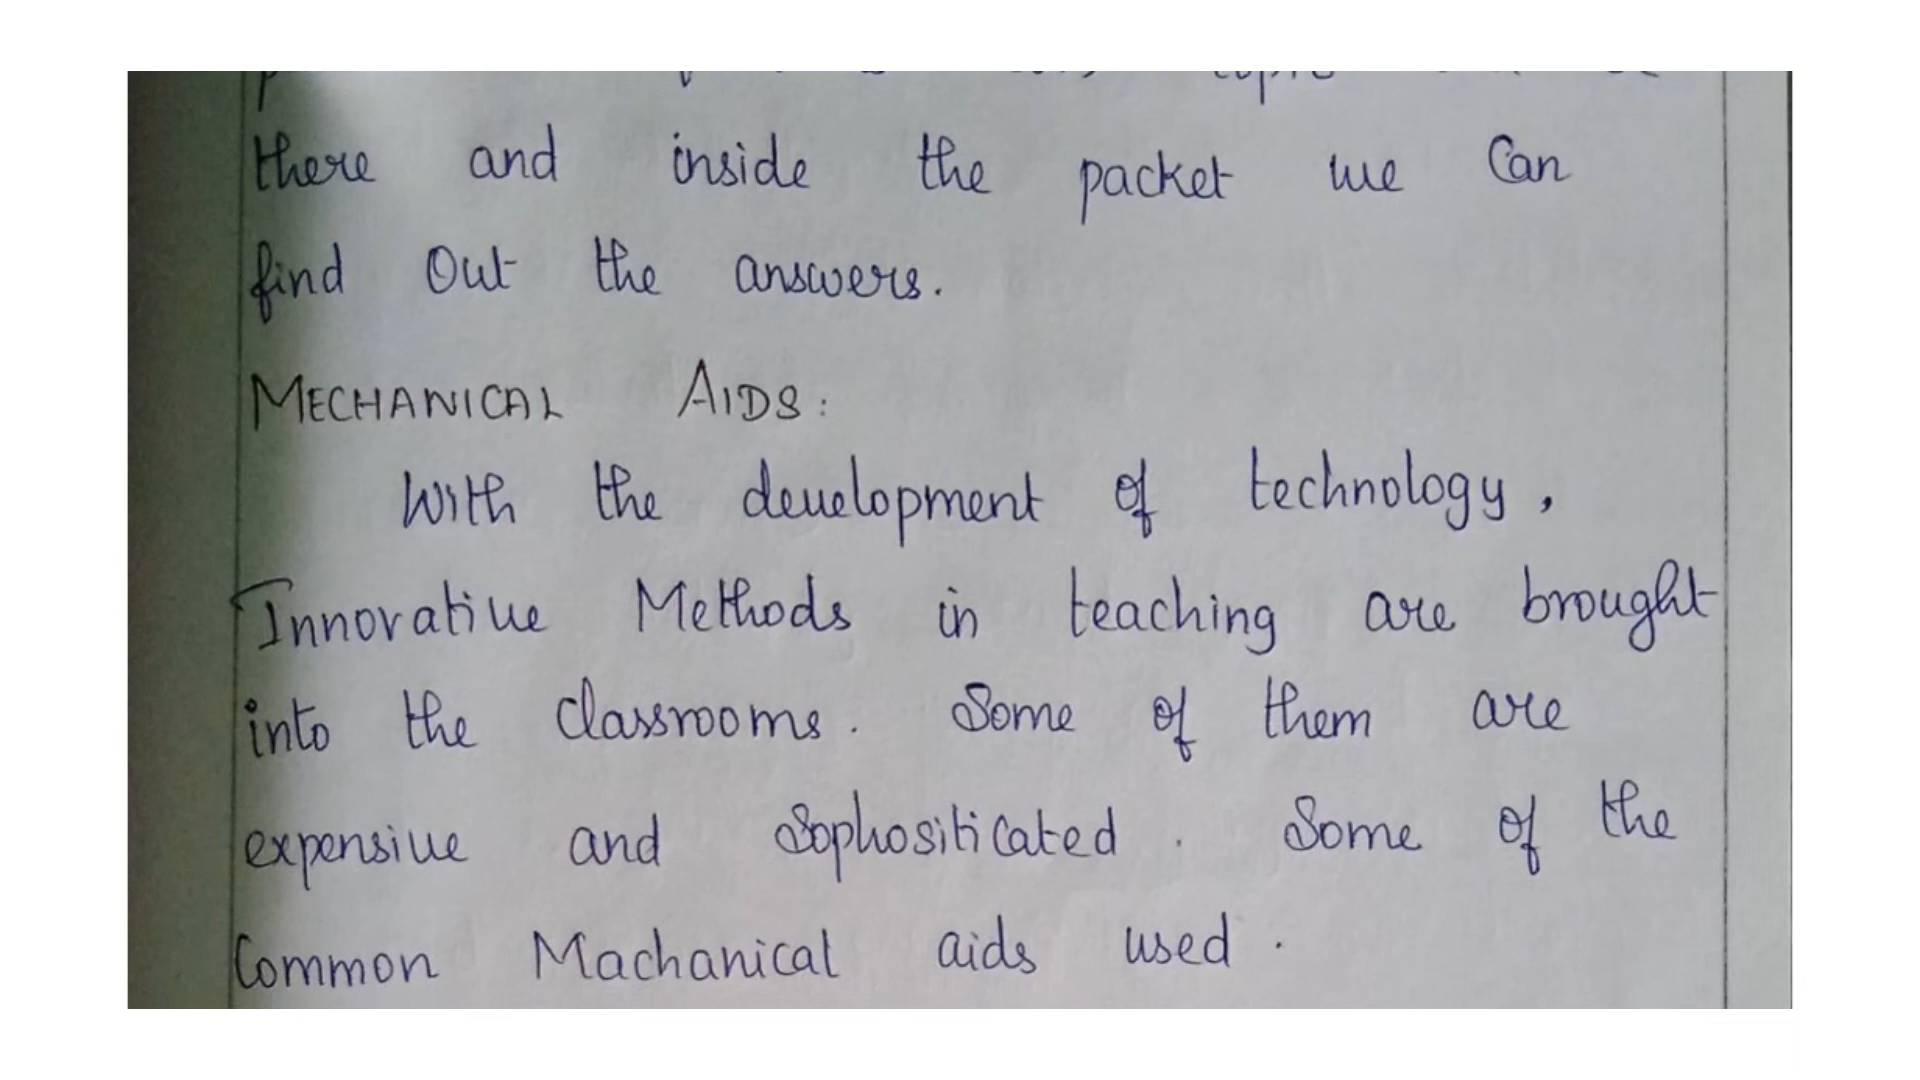 there and inside the packet we Can
find Out the answers.
MECHANICAL AIDS:
With the development of technology,
Innovative Methods in teaching are brought
into the Classrooms. Some of them are
expensive and Sophositicated. Some of the
Common Machanical aids used.